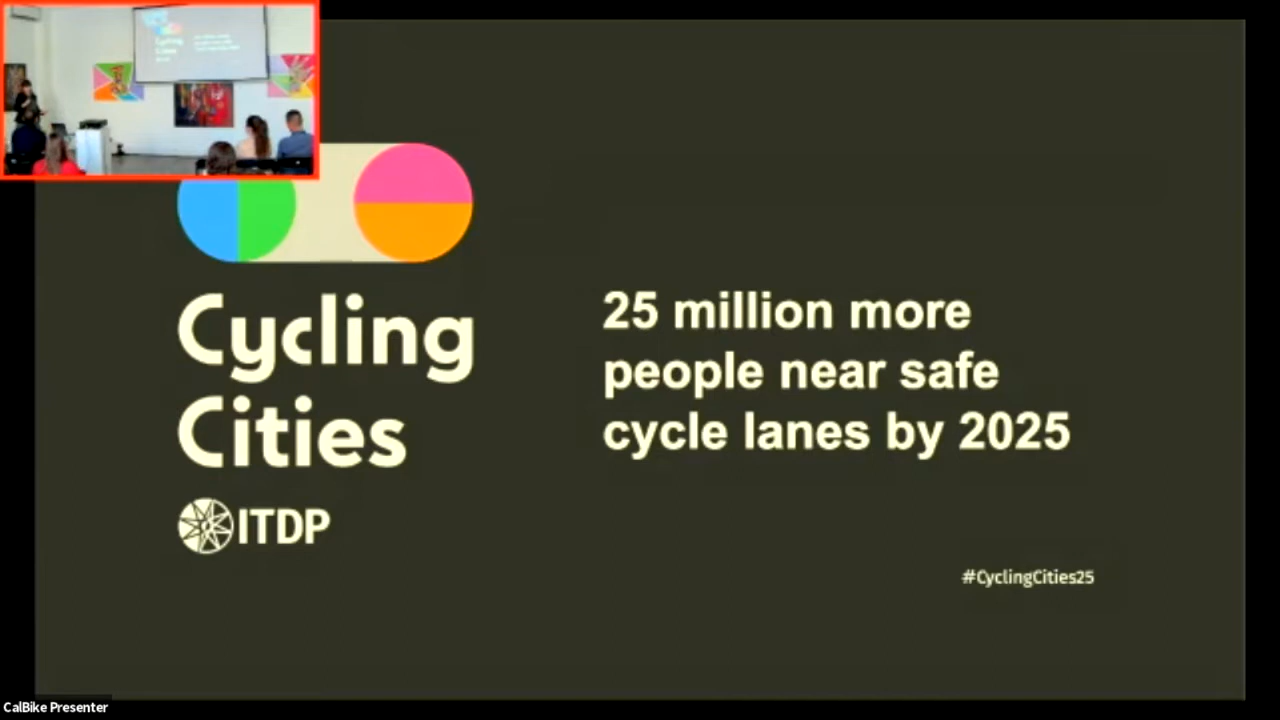 Cycling
Cities
ITDP
25 million more
people near safe
cycle lanes by 2025
#CyclingCities25
CalBike Presenter